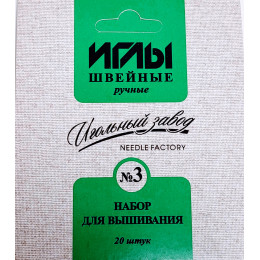 ИГЛЫ
ШВЕЙНЫЕ
ручные
Игольный завод
NEEDLE FACTORY
№3
НАБОР
ДЛЯ ВЫШИВАНИЯ
20 штук